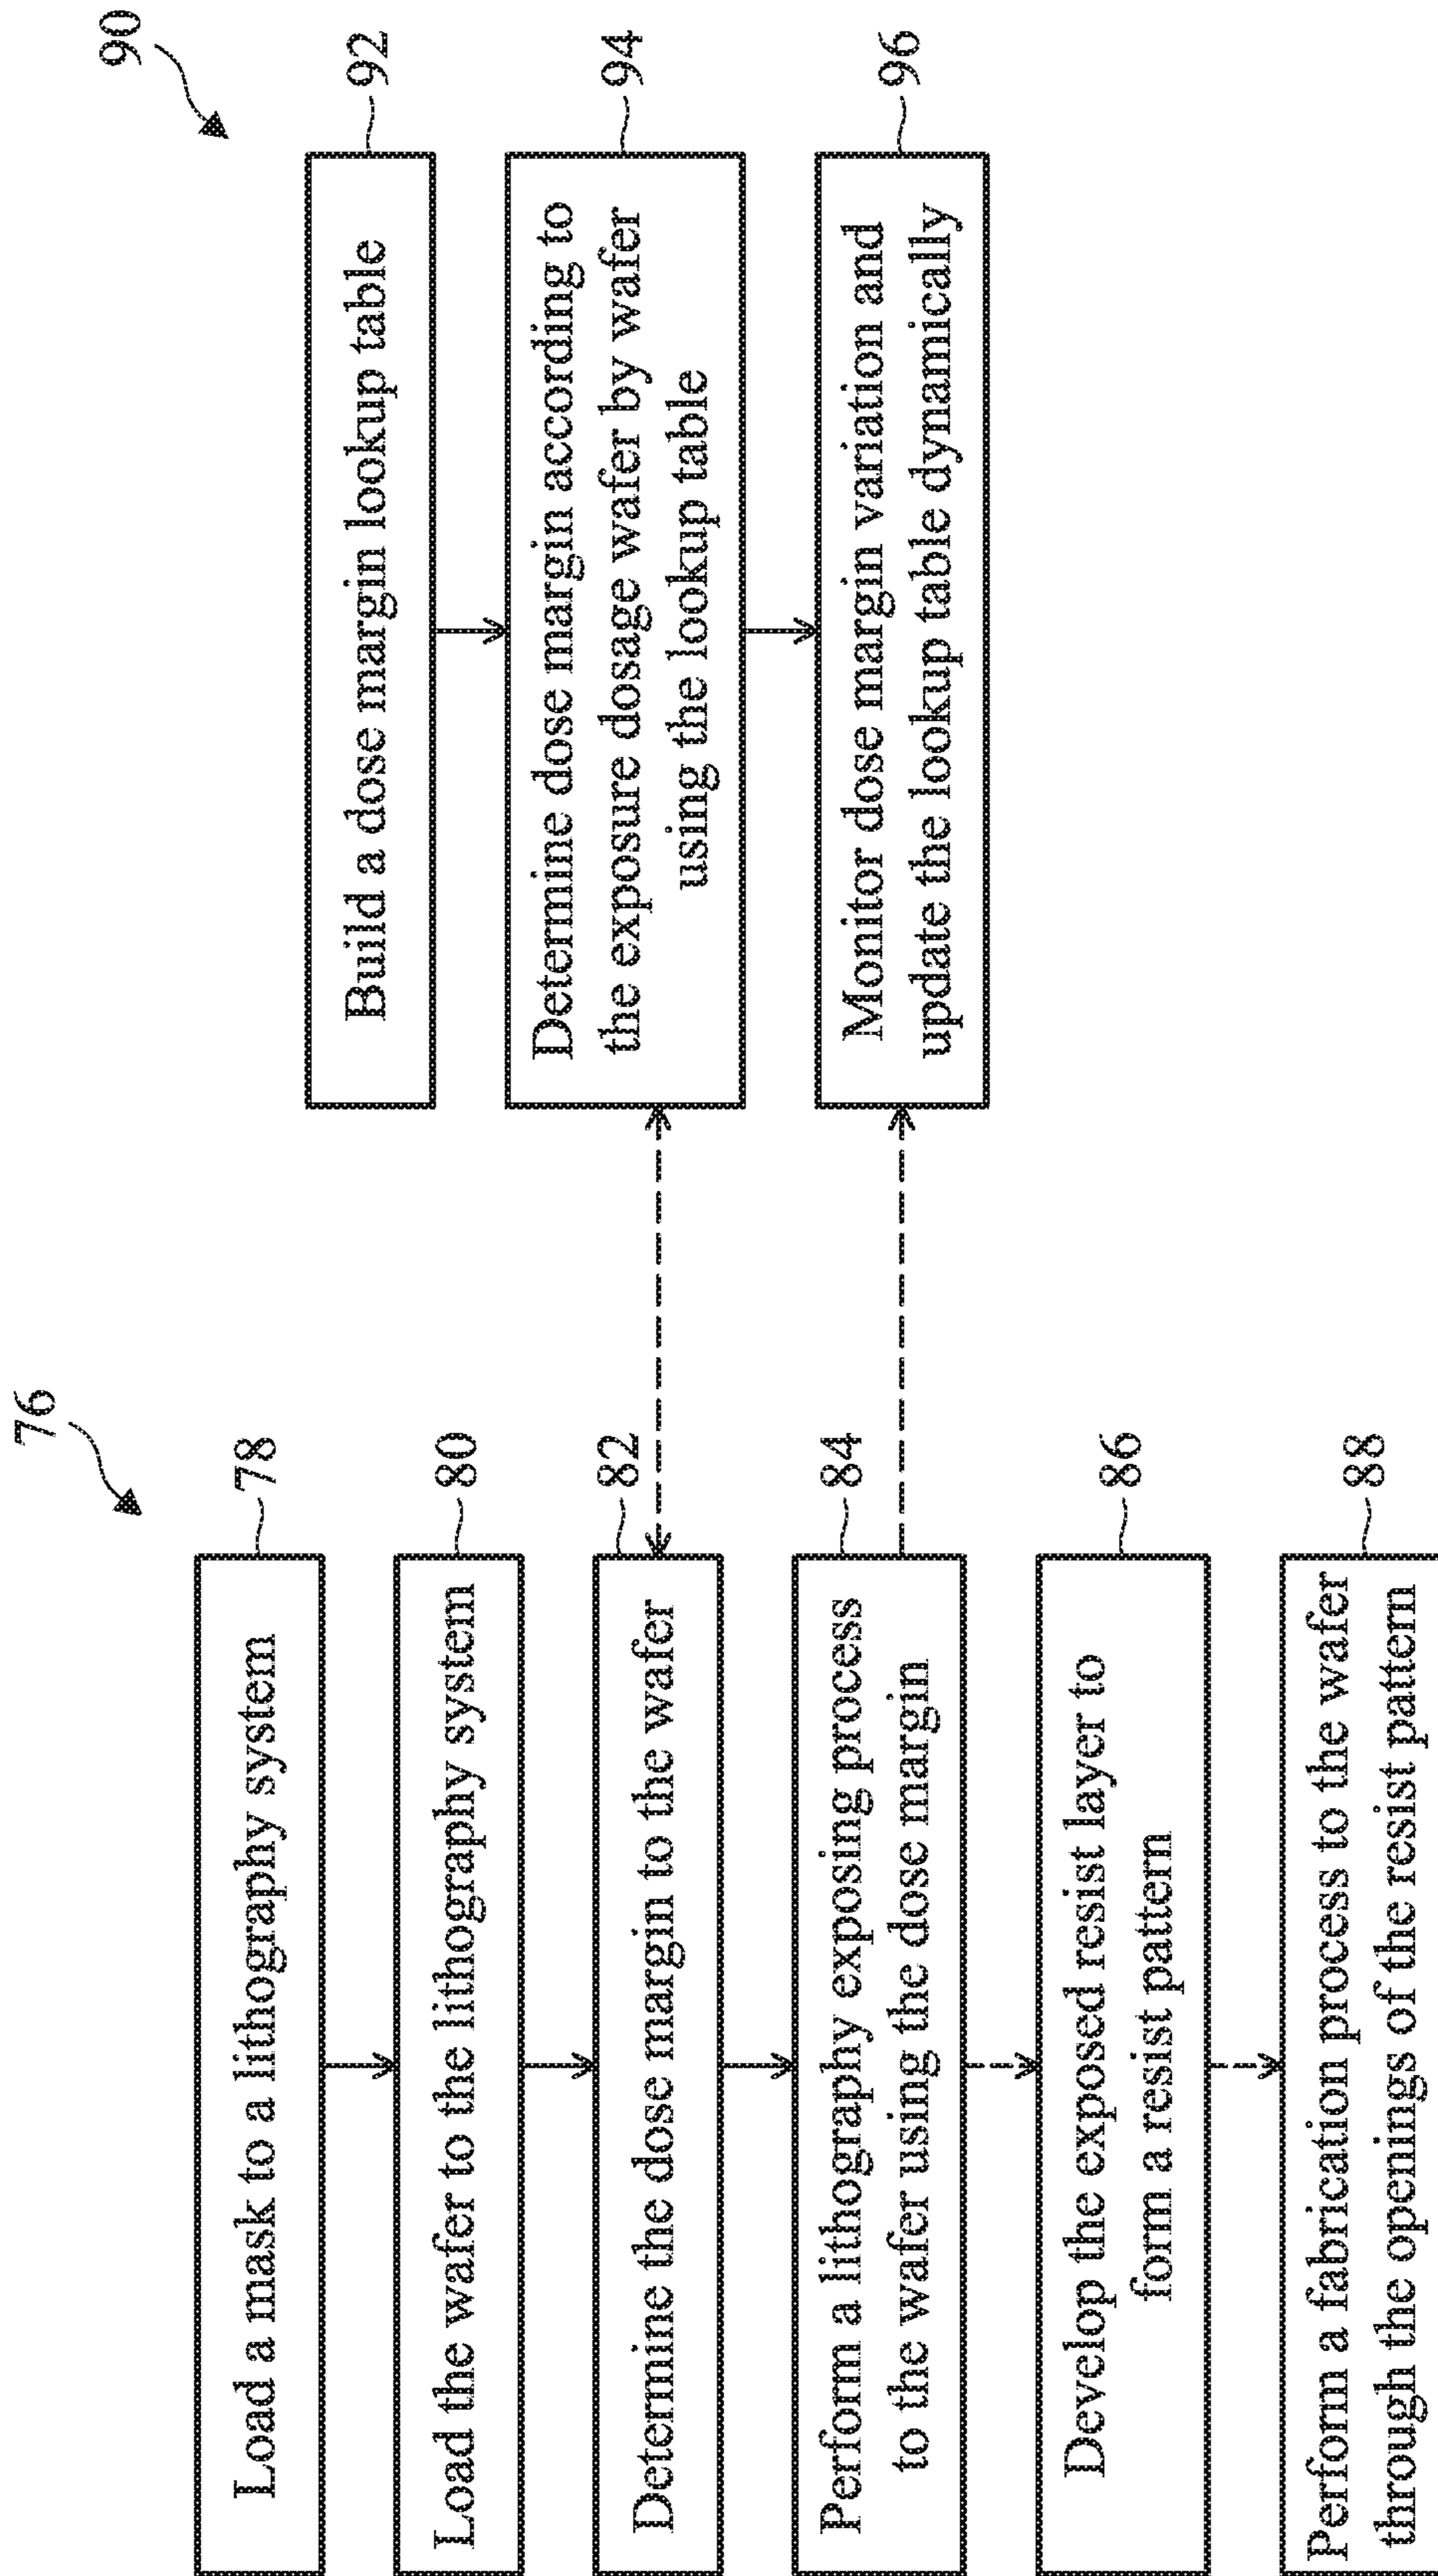 76
Load a mask to a lithography system
78
Load the wafer to the lithography system
80
Determine the dose margin to the wafer
82
Perform a lithography exposing process
to the wafer using the dose margin
84
Develop the exposed resist layer to
form a resist pattern
86
Perform a fabrication process to the wafer
through the openings of the resist pattern
88
90
Build a dose margin lookup table
92
Determine dose margin according to
the exposure dosage wafer by wafer
using the lookup table
94
Monitor dose margin variation and
update the lookup table dynamically
96